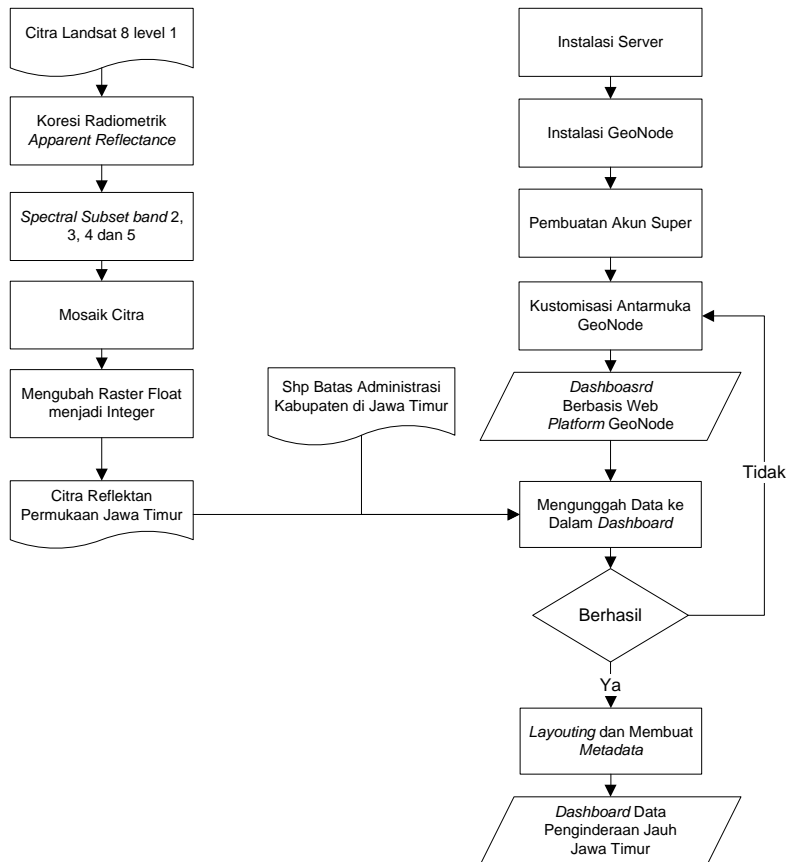 Citra Landsat 8 level 1
Koresi Radiometrik
Apparent Reflectance
Spectral Subset band 2,
3, 4 dan 5
Mosaik Citra
Mengubah Raster Float
menjadi Integer
Citra Reflektan
Permukaan Jawa Timur
Shp Batas Administrasi
Kabupaten di Jawa Timur
Instalasi Server
Instalasi GeoNode
Pembuatan Akun Super
Kustomisasi Antarmuka
GeoNode
Dashboasrd
Berbasis Web
Platform GeoNode
Mengunggah Data ke
Dalam Dashboard
Berhasil
Tidak
Ya
Layouting dan Membuat
Metadata
Dashboard Data
Penginderaan Jauh
Jawa Timur